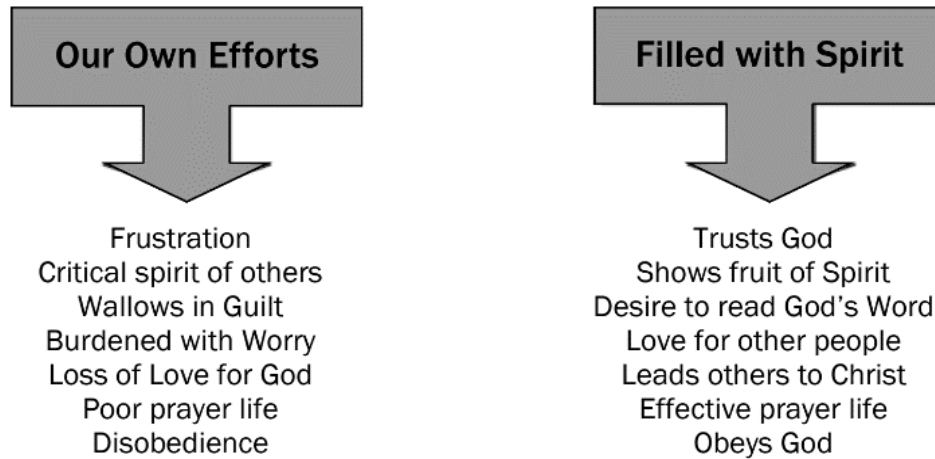 Our Own Efforts
Frustration
Critical spirit of others
Wallows in Guilt
Burdened with Worry
Loss of Love for God
Poor prayer life
Disobedience
Filled with Spirit
Trusts God
Shows fruit of Spirit
Desire to read God's Word
Love for other people
Leads others to Christ
Effective prayer life
Obeys God